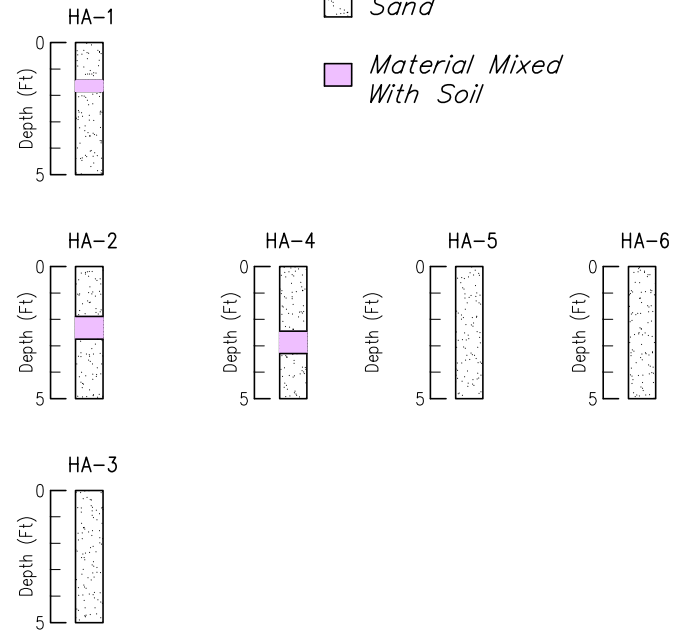 HA-1
Sand
0
Depth (Ft)
5
Material Mixed
With Soil
HA-2
0
Depth (Ft)
5
HA-4
0
Depth (Ft)
5
HA-5
0
Depth (Ft)
5
HA-6
0
Depth (Ft)
5
HA-3
0
Depth (Ft)
5